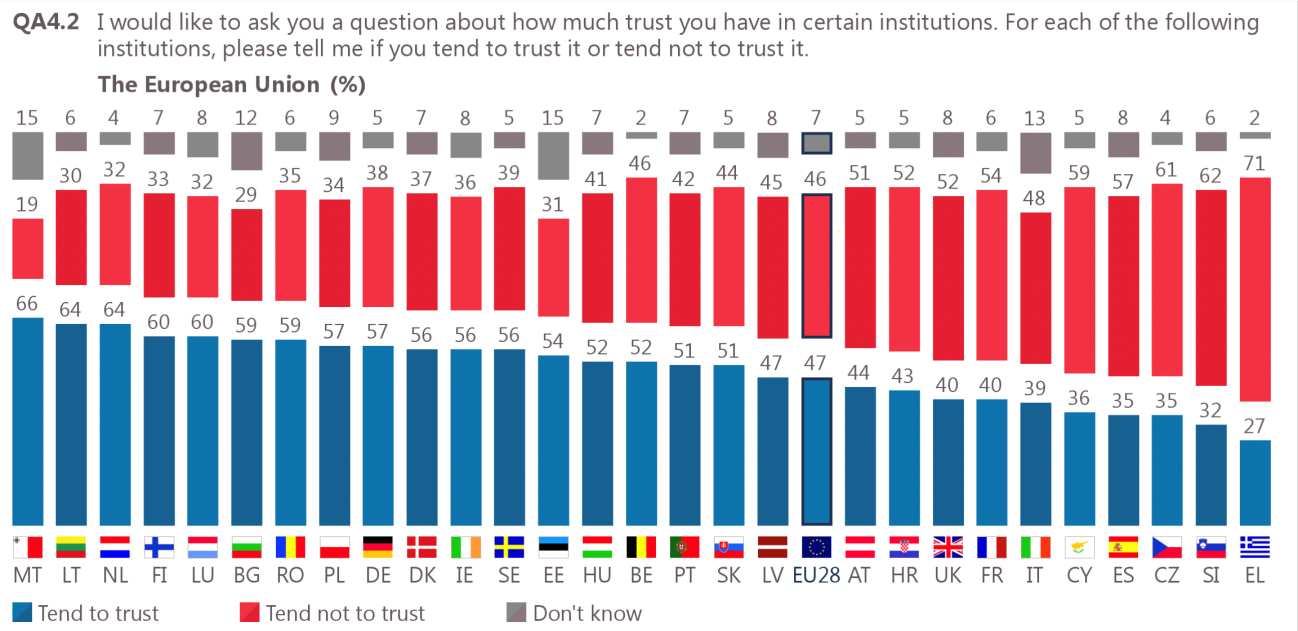 QA4.2 I would like to ask you a question about how much trust you have in certain institutions. For each of the following
institutions, please tell me if you tend to trust it or tend not to trust it.
The European Union (%)
15 6 4 7 8 12 6 9 5 7 8 5 15 7 2 7 5 8 7 5 5 8 6 13 5 8 4 6 2
19 30 32 33 32 29 35 34 38 37 36 39 31 41 46 42 44 45 46 51 52 52 54 48 59 57 61 62 71
66 64 64 60 60 59 59 57 57 56 56 56 54 52 52 51 51 47 47 44 43 40 40 39 36 35 35 32 27
MT LT NL FI LU BG RO PL DE DK IE SE EE HU BE PT SK LV EU28 AT HR UK FR IT CY ES CZ SI EL
Tend to trust Tend not to trust Don't know